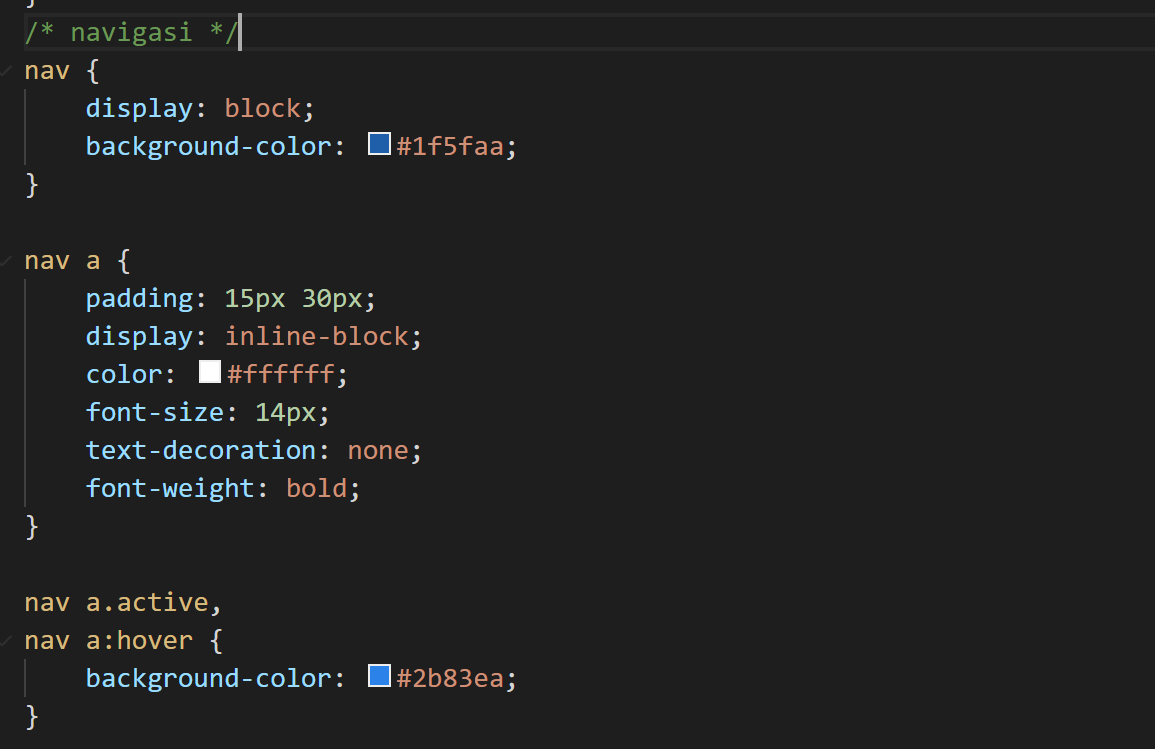 }
/* navigasi */
nav {
    display: block;
    background-color: #1f5faa;
}

nav a {
    padding: 15px 30px;
    display: inline-block;
    color: #ffffff;
    font-size: 14px;
    text-decoration: none;
    font-weight: bold;
}

nav a.active,
nav a:hover {
    background-color: #2b83ea;
}